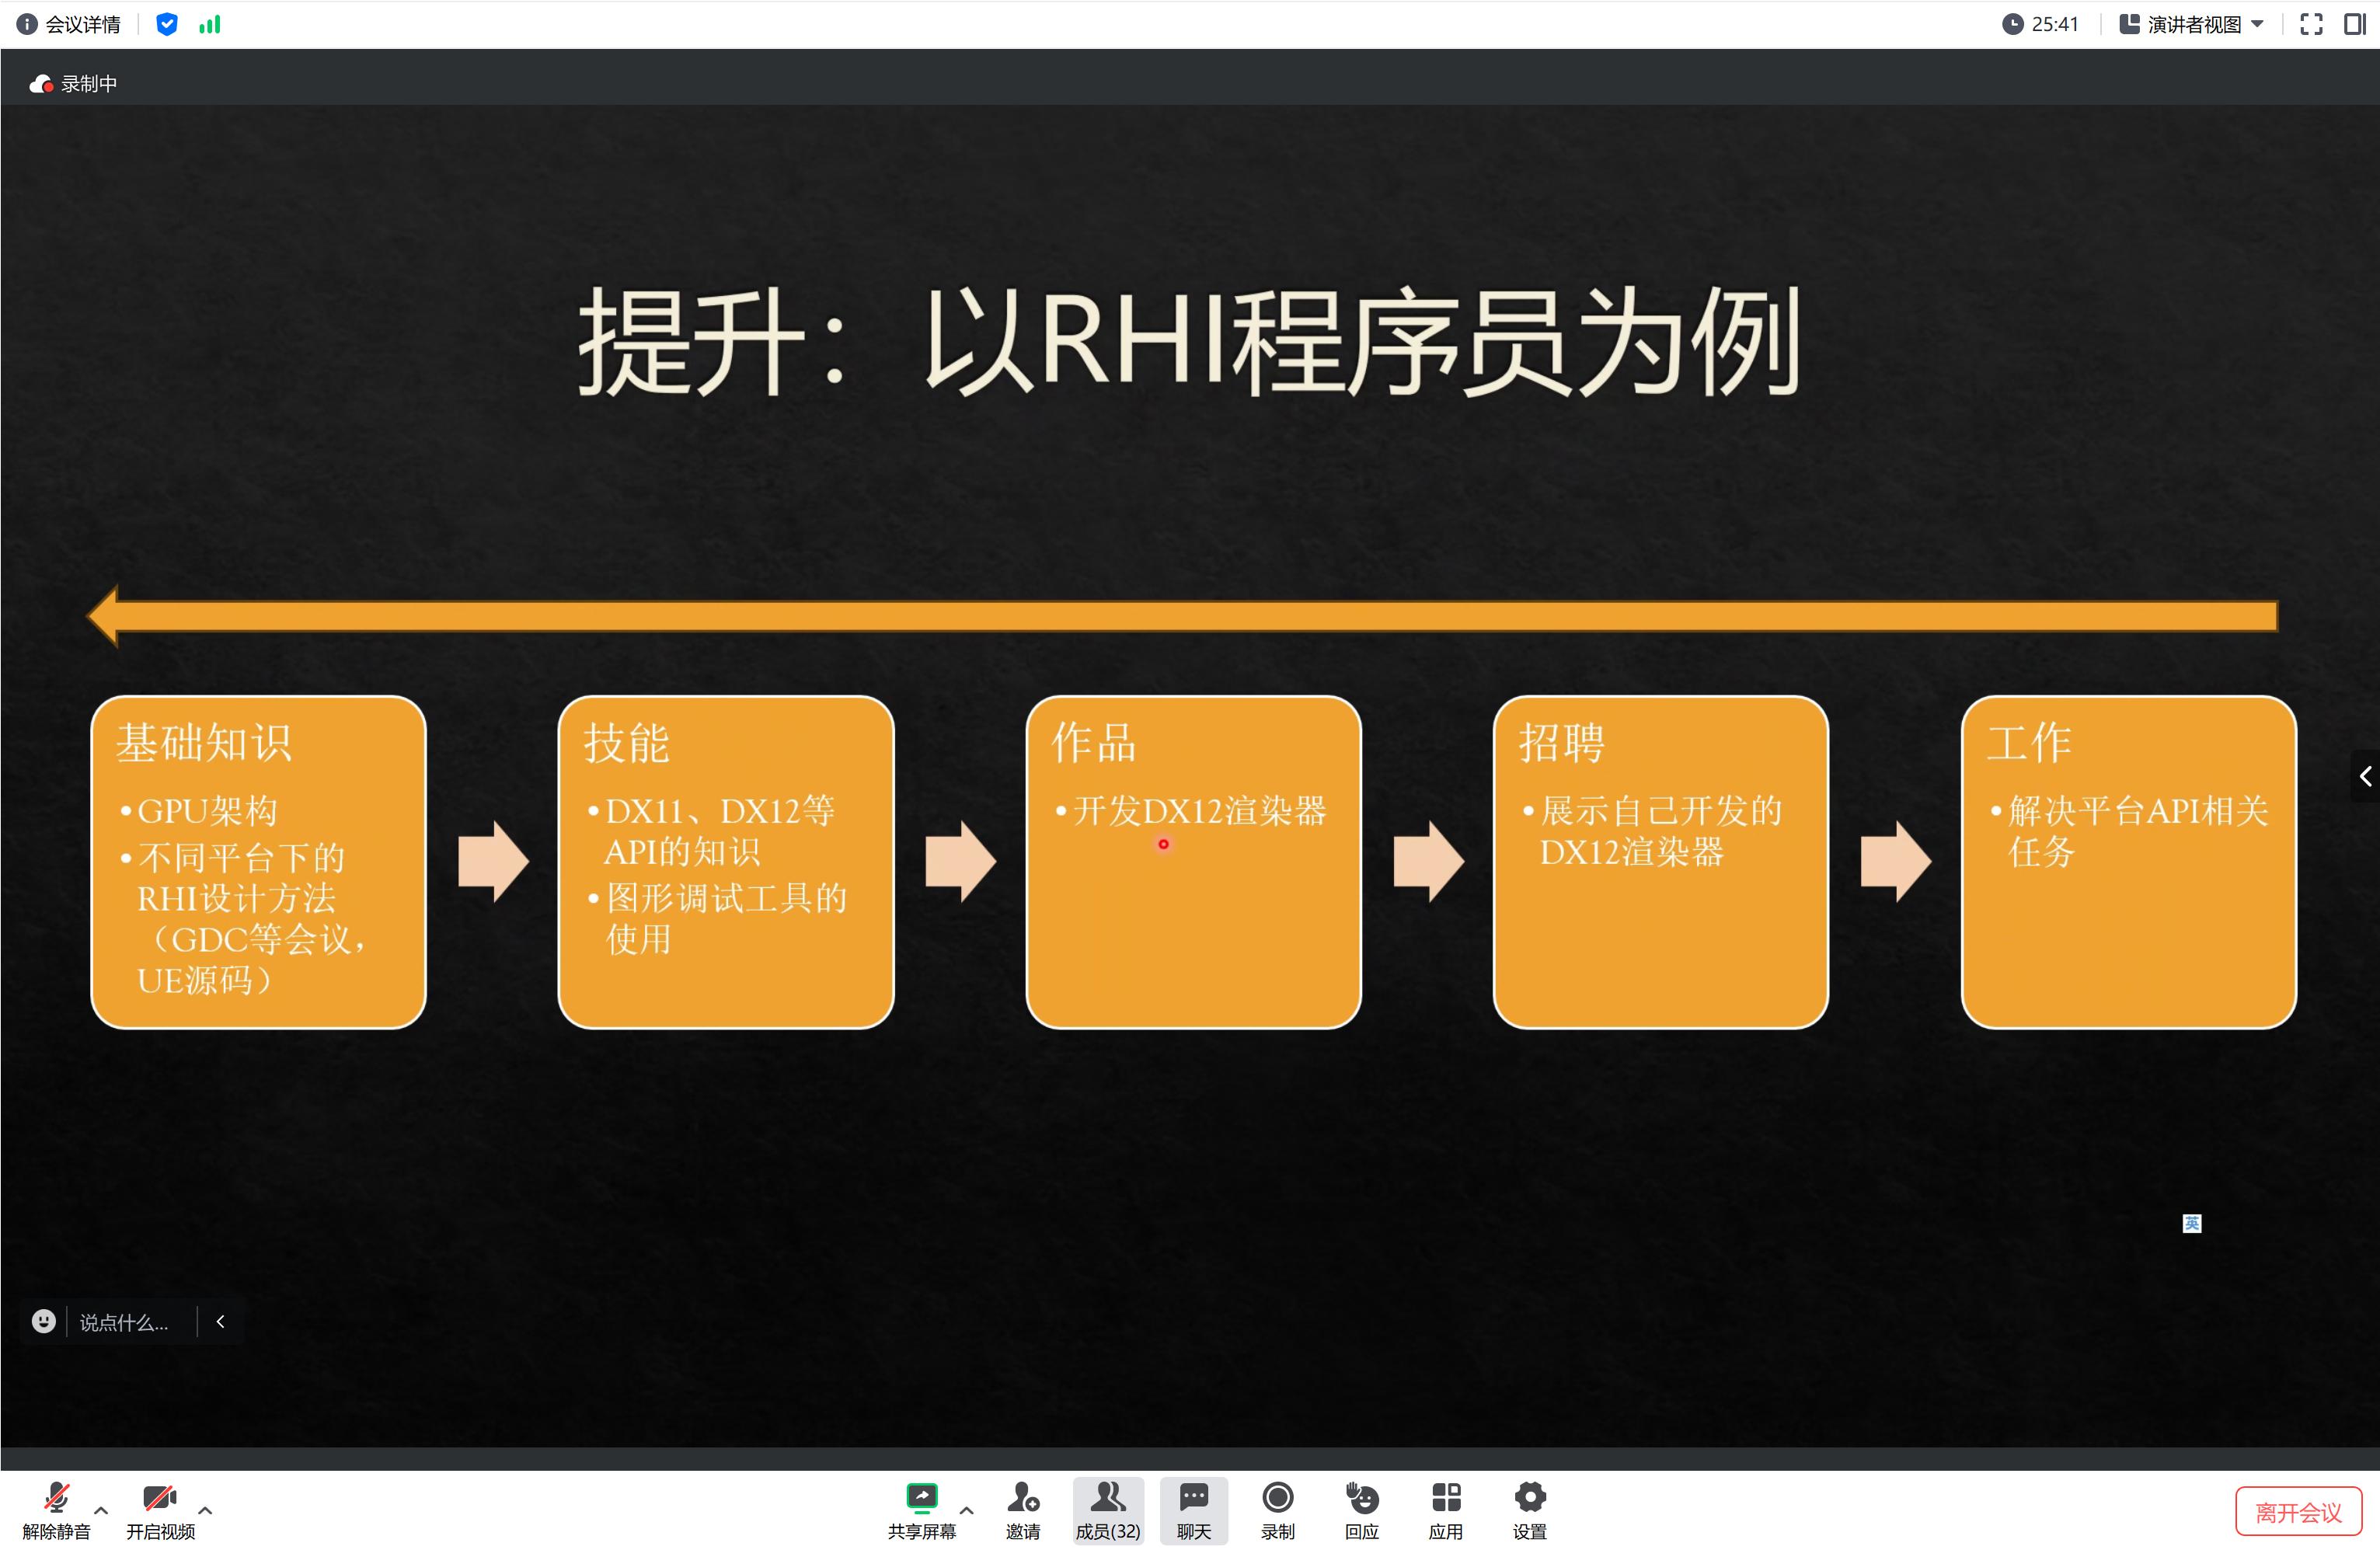 会议详情
25:41
演讲者视图
录制中
提升：以RHI程序员为例
基础知识
•GPU架构
•不同平台下的
RHI设计方法
（GDC等会议，
UE源码）
技能
•DX11、DX12等
API的知识
•图形调试工具的
使用
作品
•开发DX12渲染器
招聘
•展示自己开发的
DX12渲染器
工作
•解决平台API相关
任务
英
说点什么...
解除静音
开启视频
共享屏幕
邀请
成员(32)
聊天
录制
回应
应用
设置
离开会议